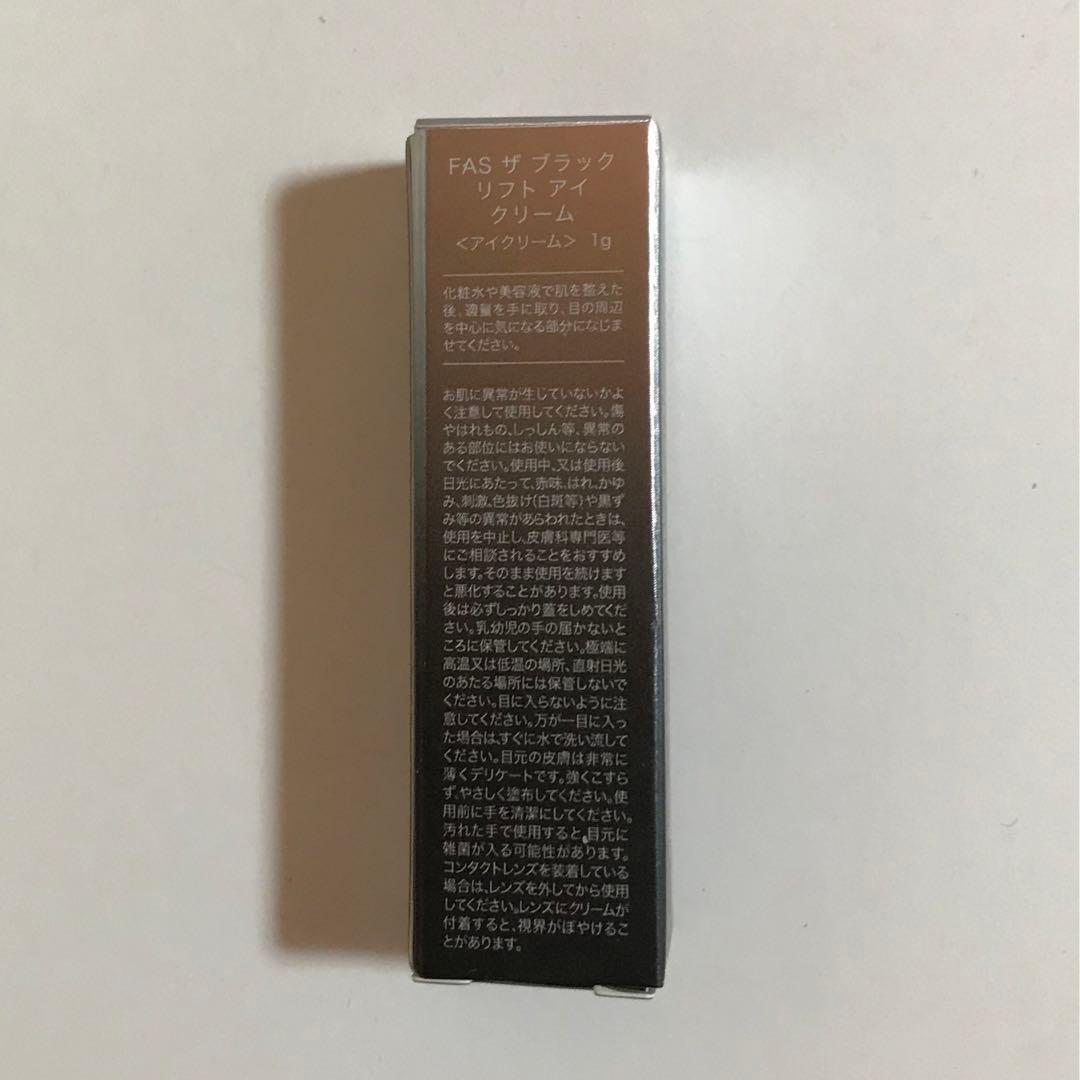 FAS ザ ブラック
リフト アイ
クリーム
＜アイクリーム＞ 1g
化粧水や美容液で肌を整えた
後、適量を手に取り、目の周辺
を中心に気になる部分になじま
せてください。
お肌に異常が生じていないかよ
く注意して使用してください。傷
やはれもの、しっしん等、異常の
ある部位にはお使いにならない
でください。使用中、又は使用後
日光にあたって、赤味、はれ、かゆ
み、刺激、色抜け(白斑等)や黒ず
み等の異常があらわれたときは、
使用を中止し、皮膚科専門医等
にご相談されることをおすすめ
します。そのまま使用を続けます
と悪化することがあります。使用
後は必ずしっかり蓋をしめてくだ
さい。乳幼児の手の届かないと
ころに保管してください。極端に
高温又は低温の場所、直射日光
のあたる場所には保管しないで
ください。目に入らないように注
意してください。万が一目に入っ
た場合は、すぐに水で洗い流して
ください。目元の皮膚は非常に
薄くデリケートです。強くこすら
ず、やさしく塗布してください。使
用前に手を清潔にしてください。
汚れた手で使用すると、目元に
雑菌が入る可能性があります。
コンタクトレンズを装着している
場合は、レンズを外してから使用
してください。レンズにクリームが
付着すると、視界がぼやけるこ
とがあります。